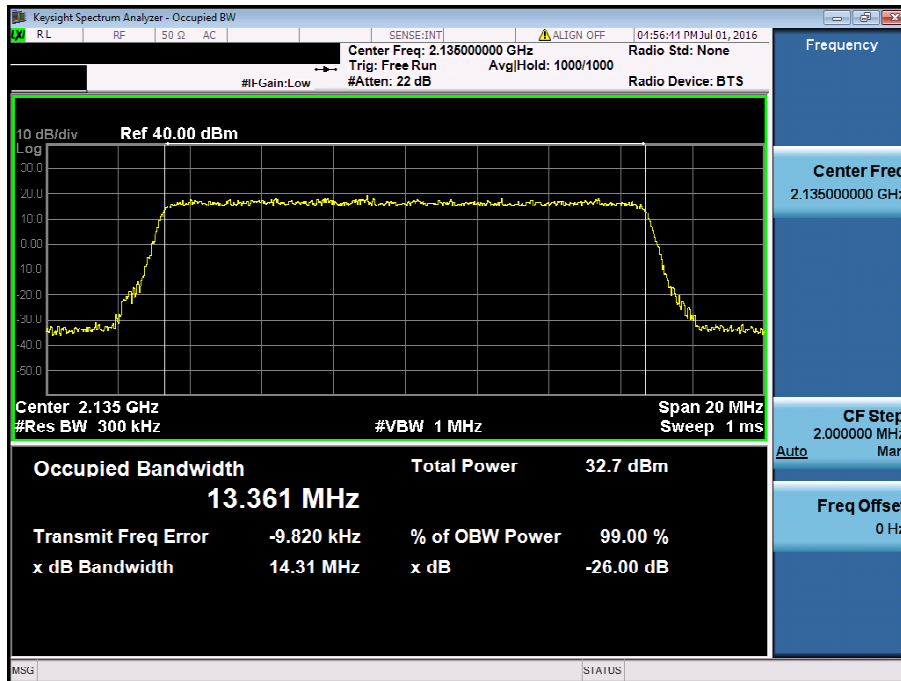 Keysight Spectrum Analyzer - Occupied BW
LXI RL RF 50 Ω AC SENSE:INT ALIGN OFF 04:56:44 PM Jul 01, 2016
Center Freq: 2.135000000 GHz Radio Std: None
Trig: Free Run Avg|Hold: 1000/1000
#IFGain:Low #Atten: 22 dB Radio Device: BTS
10 dB/div Ref 40.00 dBm
Log
30.0
20.0
10.0
0.00
-10.0
-20.0
-30.0
-40.0
-50.0
Center 2.135 GHz Span 20 MHz
#Res BW 300 kHz #VBW 1 MHz Sweep 1 ms
Occupied Bandwidth Total Power 32.7 dBm
13.361 MHz
Transmit Freq Error -9.820 kHz % of OBW Power 99.00 %
x dB Bandwidth 14.31 MHz x dB -26.00 dB
Frequency
Center Freq
2.135000000 GHz
CF Step
2.000000 MHz
Auto Man
Freq Offset
0 Hz
MSG STATUS